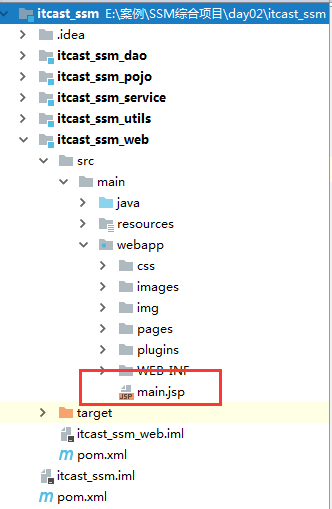 itcast_ssm E:\案例\SSM综合项目\day02\itcast_ssm
.idea
itcast_ssm_dao
itcast_ssm_pojo
itcast_ssm_service
itcast_ssm_utils
itcast_ssm_web
src
main
java
resources
webapp
css
images
img
pages
plugins
WEB-INF
JSP main.jsp
target
itcast_ssm_web.iml
pom.xml
itcast_ssm.iml
pom.xml